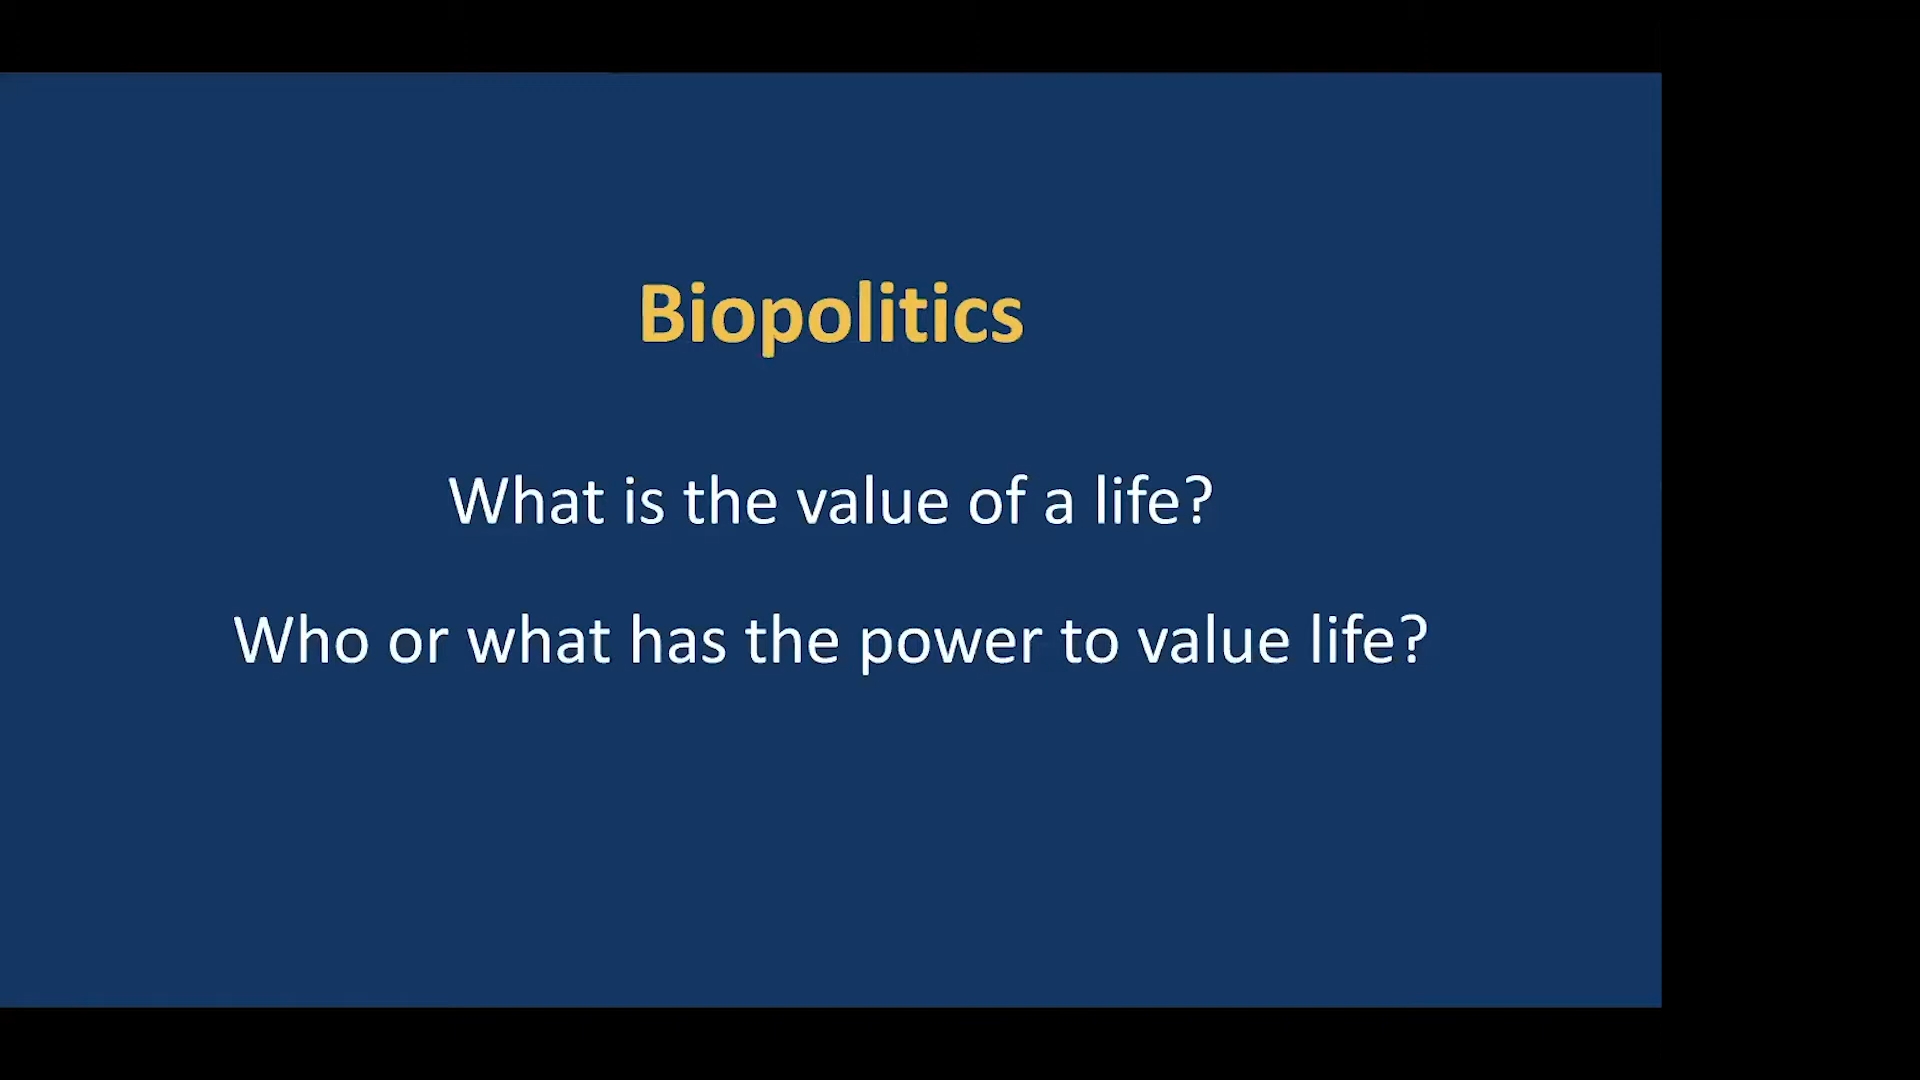 Biopolitics
What is the value of a life?
Who or what has the power to value life?